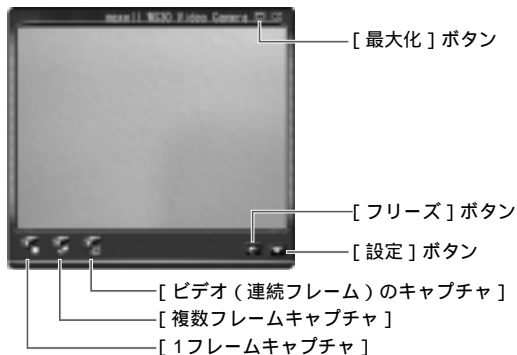 maxell WS30 Video Camera
[ 最大化 ] ボタン
[ フリーズ ] ボタン
[ 設定 ] ボタン
[ ビデオ ( 連続フレーム ) のキャプチャ ]
[ 複数フレームキャプチャ ]
[ 1フレームキャプチャ ]